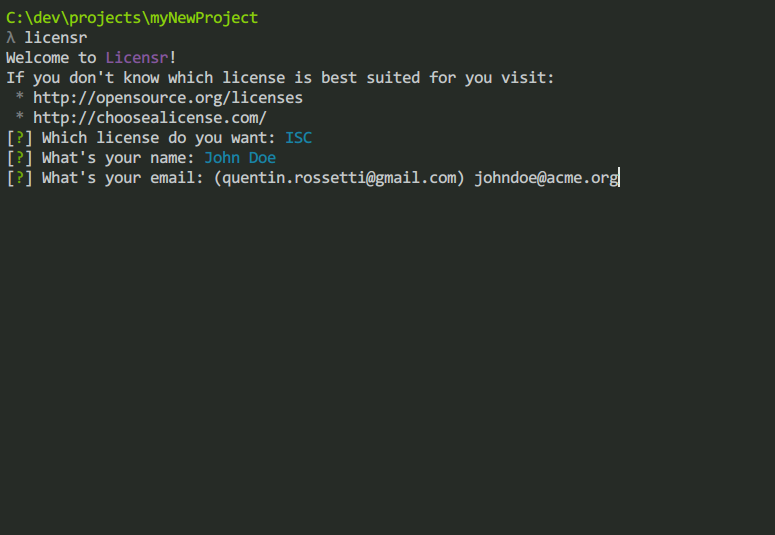 C:\dev\projects\myNewProject
λ licensr
Welcome to Licensr!
If you don't know which license is best suited for you visit:
 * http://opensource.org/licenses
 * http://choosealicense.com/
[?] Which license do you want: ISC
[?] What's your name: John Doe
[?] What's your email: (quentin.rossetti@gmail.com) johndoe@acme.org